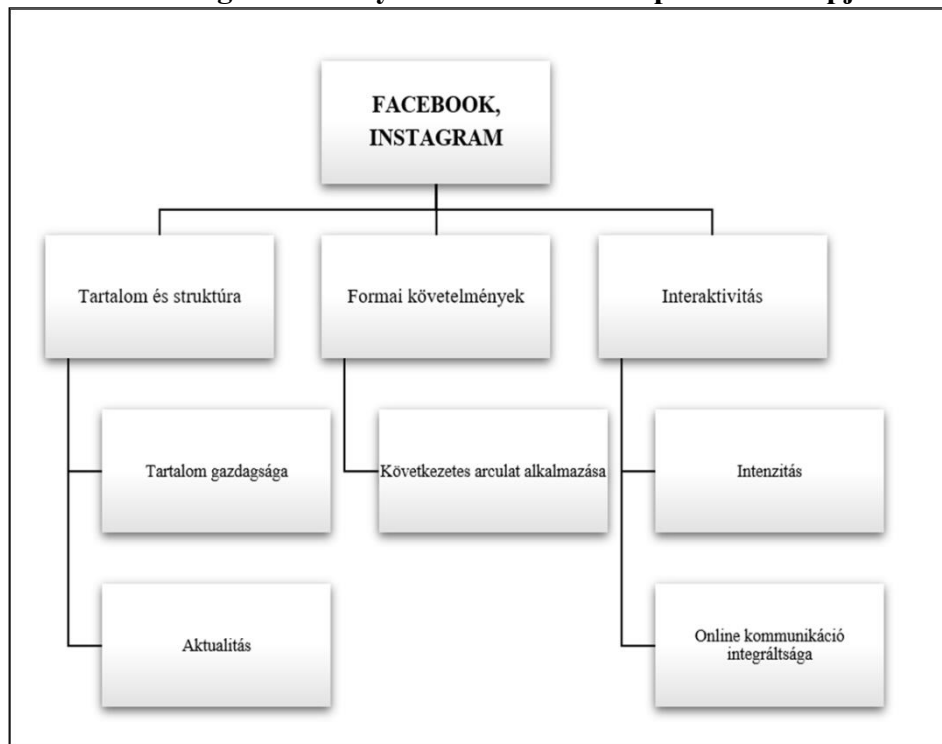 FACEBOOK,
INSTAGRAM
Tartalom és struktúra
Formai követelmények
Interaktivitás
Tartalom gazdagsága
Következetes arculat alkalmazása
Intenzitás
Aktualitás
Online kommunikáció
integráltsága